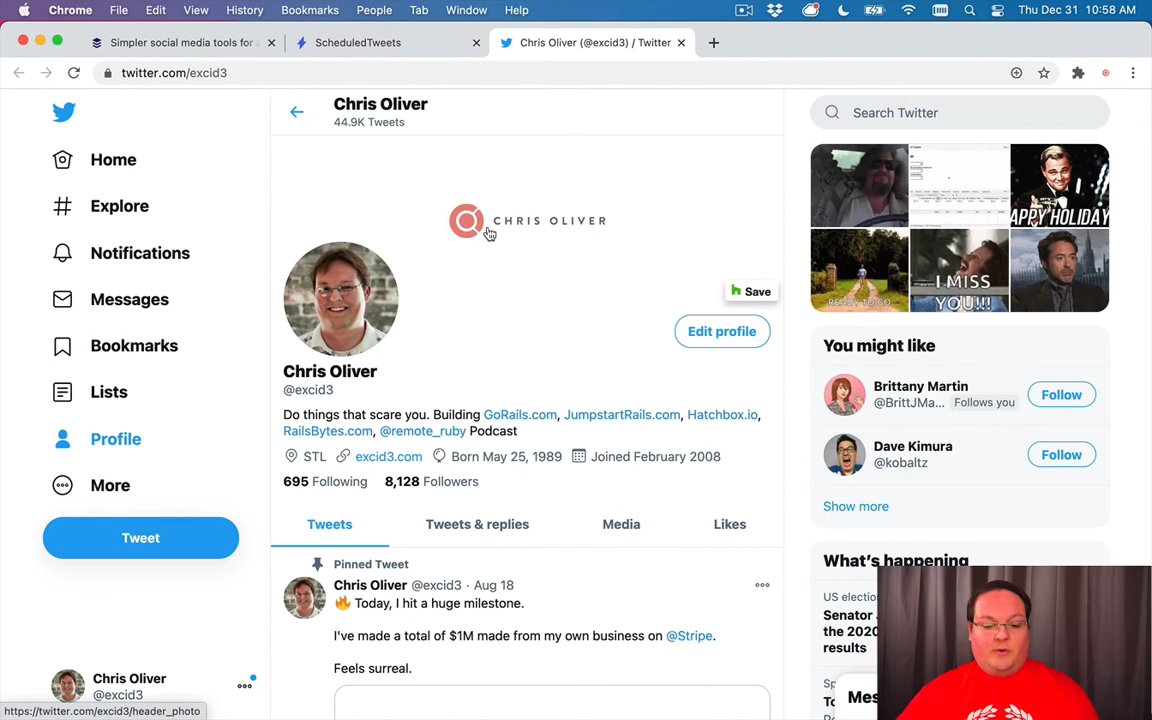 Chrome File Edit View History Bookmarks People Tab Window Help Thu Dec 31 10:58 AM
Simpler social media tools for a
ScheduledTweets
Chris Oliver (@excid3) / Twitter
twitter.com/excid3
Home
Explore
Notifications
Messages
Bookmarks
Lists
Profile
More
Tweet
Chris Oliver
@excid3
https://twitter.com/excid3/header_photo
Chris Oliver
44.9K Tweets
CHRIS OLIVER
Save
Edit profile
Chris Oliver
@excid3
Do things that scare you. Building GoRails.com, JumpstartRails.com, Hatchbox.io,
RailsBytes.com, @remote_ruby Podcast
STL excid3.com Born May 25, 1989 Joined February 2008
695 Following 8,128 Followers
Tweets Tweets & replies Media Likes
Pinned Tweet
Chris Oliver @excid3 · Aug 18
🔥 Today, I hit a huge milestone.
I've made a total of $1M made from my own business on @Stripe.
Feels surreal.
Search Twitter
APPY HOLIDAY
READY TO GO
I MISS
YOU!!!
You might like
Brittany Martin
@BrittJMa... Follows you
Follow
Dave Kimura
@kobaltz
Follow
Show more
What's happening
US electio
Senator
the 2020
results
Sp
To
Mes